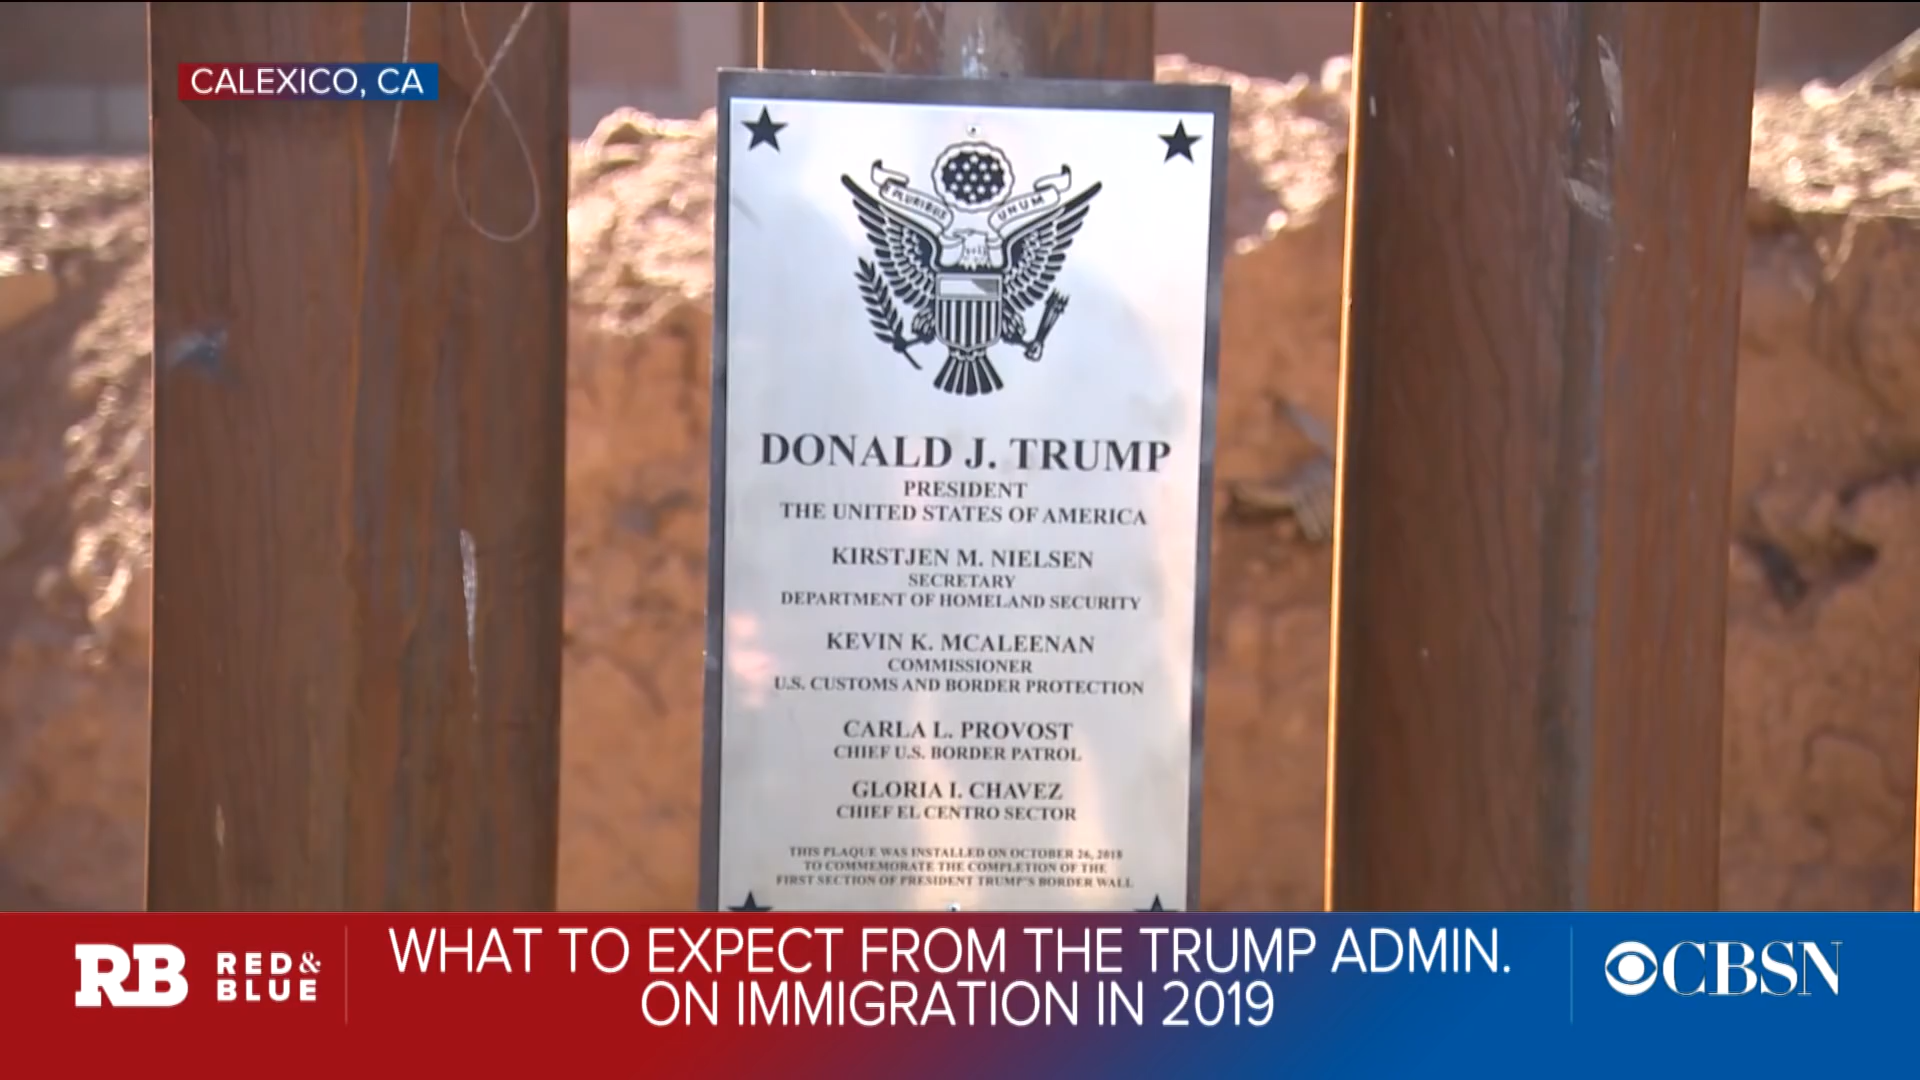 CALEXICO, CA
E PLURIBUS UNUM
DONALD J. TRUMP
PRESIDENT
THE UNITED STATES OF AMERICA
KIRSTJEN M. NIELSEN
SECRETARY
DEPARTMENT OF HOMELAND SECURITY
KEVIN K. MCALEENAN
COMMISSIONER
U.S. CUSTOMS AND BORDER PROTECTION
CARLA L. PROVOST
CHIEF U.S. BORDER PATROL
GLORIA I. CHAVEZ
CHIEF EL CENTRO SECTOR
THIS PLAQUE WAS INSTALLED ON OCTOBER 26, 2018
TO COMMEMORATE THE COMPLETION OF THE
FIRST SECTION OF PRESIDENT TRUMP'S BORDER WALL
RB RED &
BLUE
WHAT TO EXPECT FROM THE TRUMP ADMIN.
ON IMMIGRATION IN 2019
CBSN